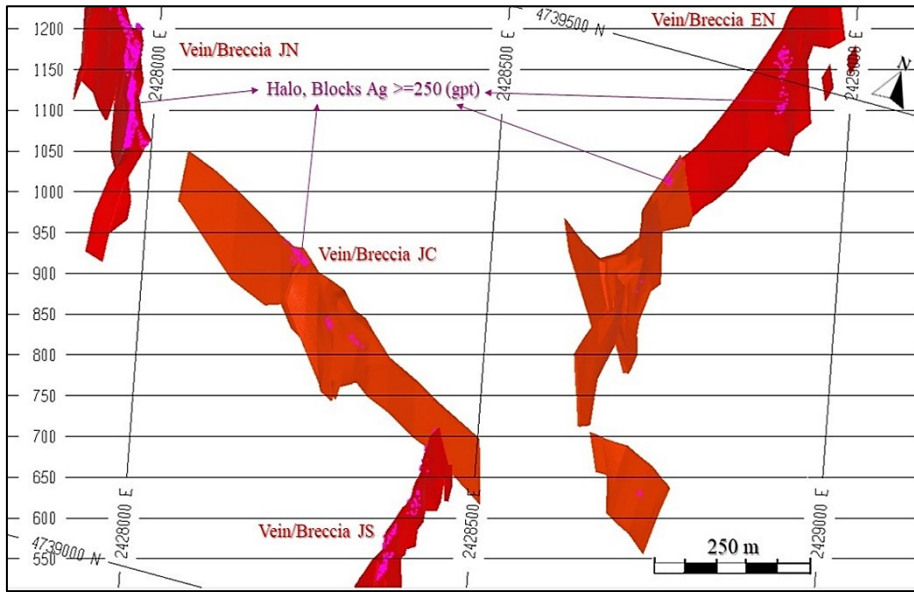 1200
1150
1100
1050
1000
950
900
850
800
750
700
650
600
550
Vein/Breccia JN
2428000 E
2428500
4739500 N
Vein/Breccia EN
N
Halo, Blocks Ag >=250 (gpt)
Vein/Breccia JC
Vein/Breccia JS
4739000 N
2428000 E
2428500 E
2429000 E
250 m